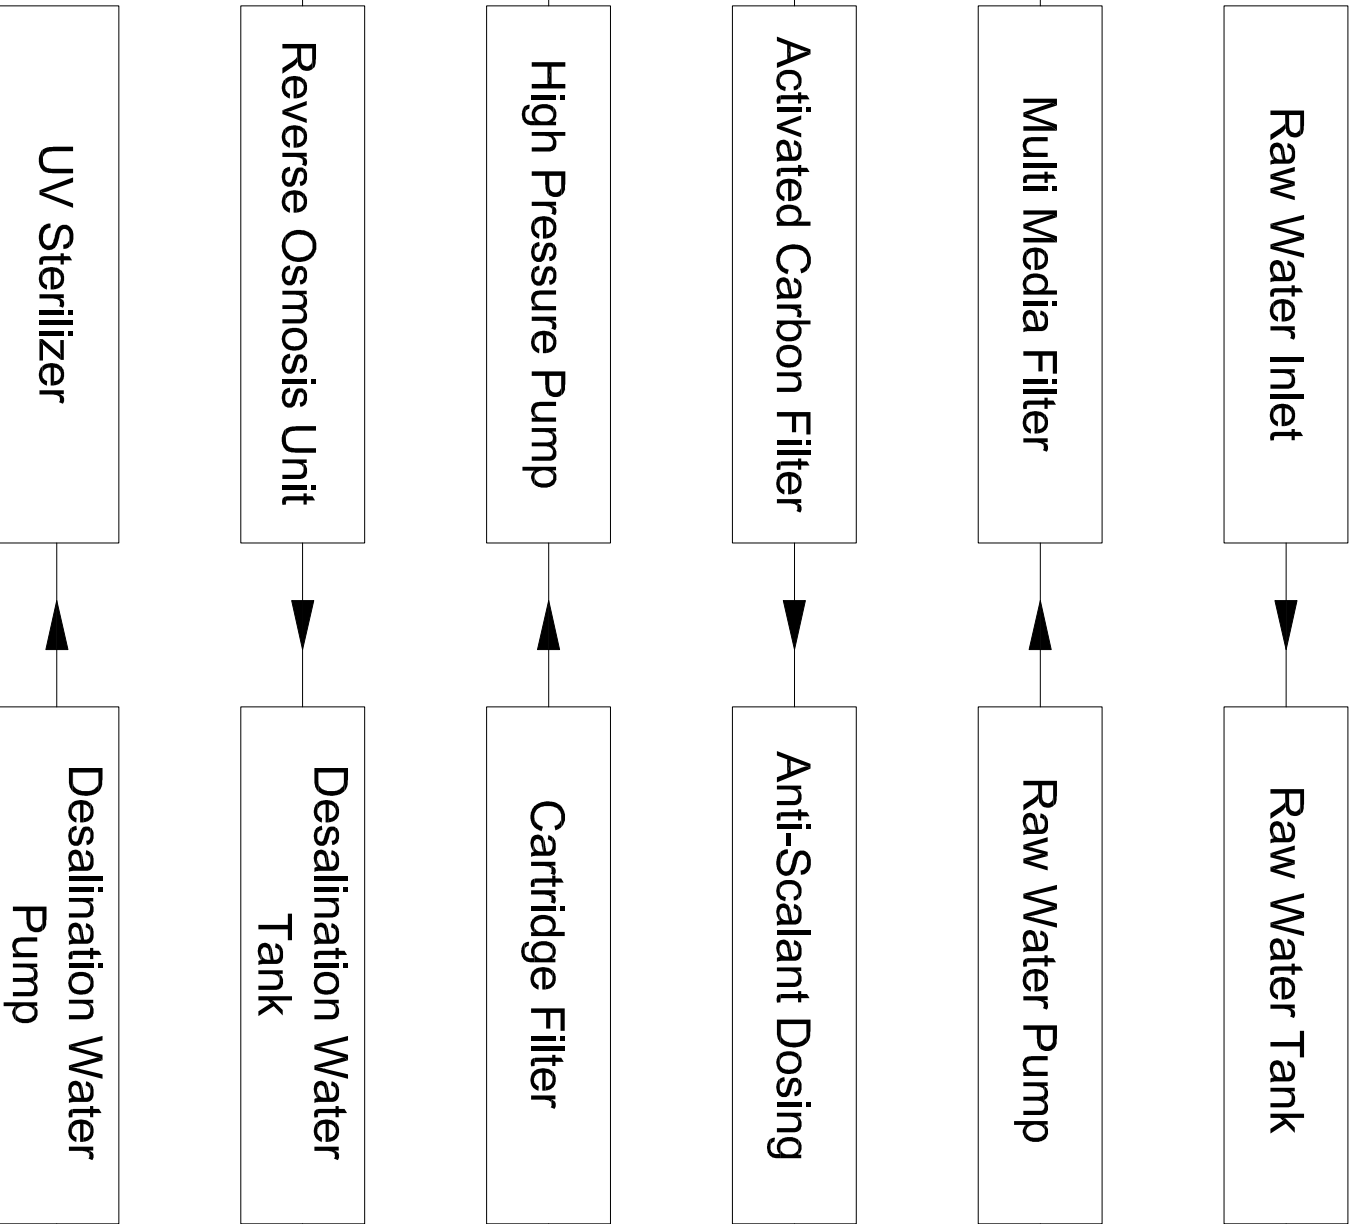 Raw Water Inlet
Raw Water Tank
Multi Media Filter
Raw Water Pump
Activated Carbon Filter
Anti-Scalant Dosing
High Pressure Pump
Cartridge Filter
Reverse Osmosis Unit
Desalination Water
Tank
UV Sterilizer
Desalination Water
Pump